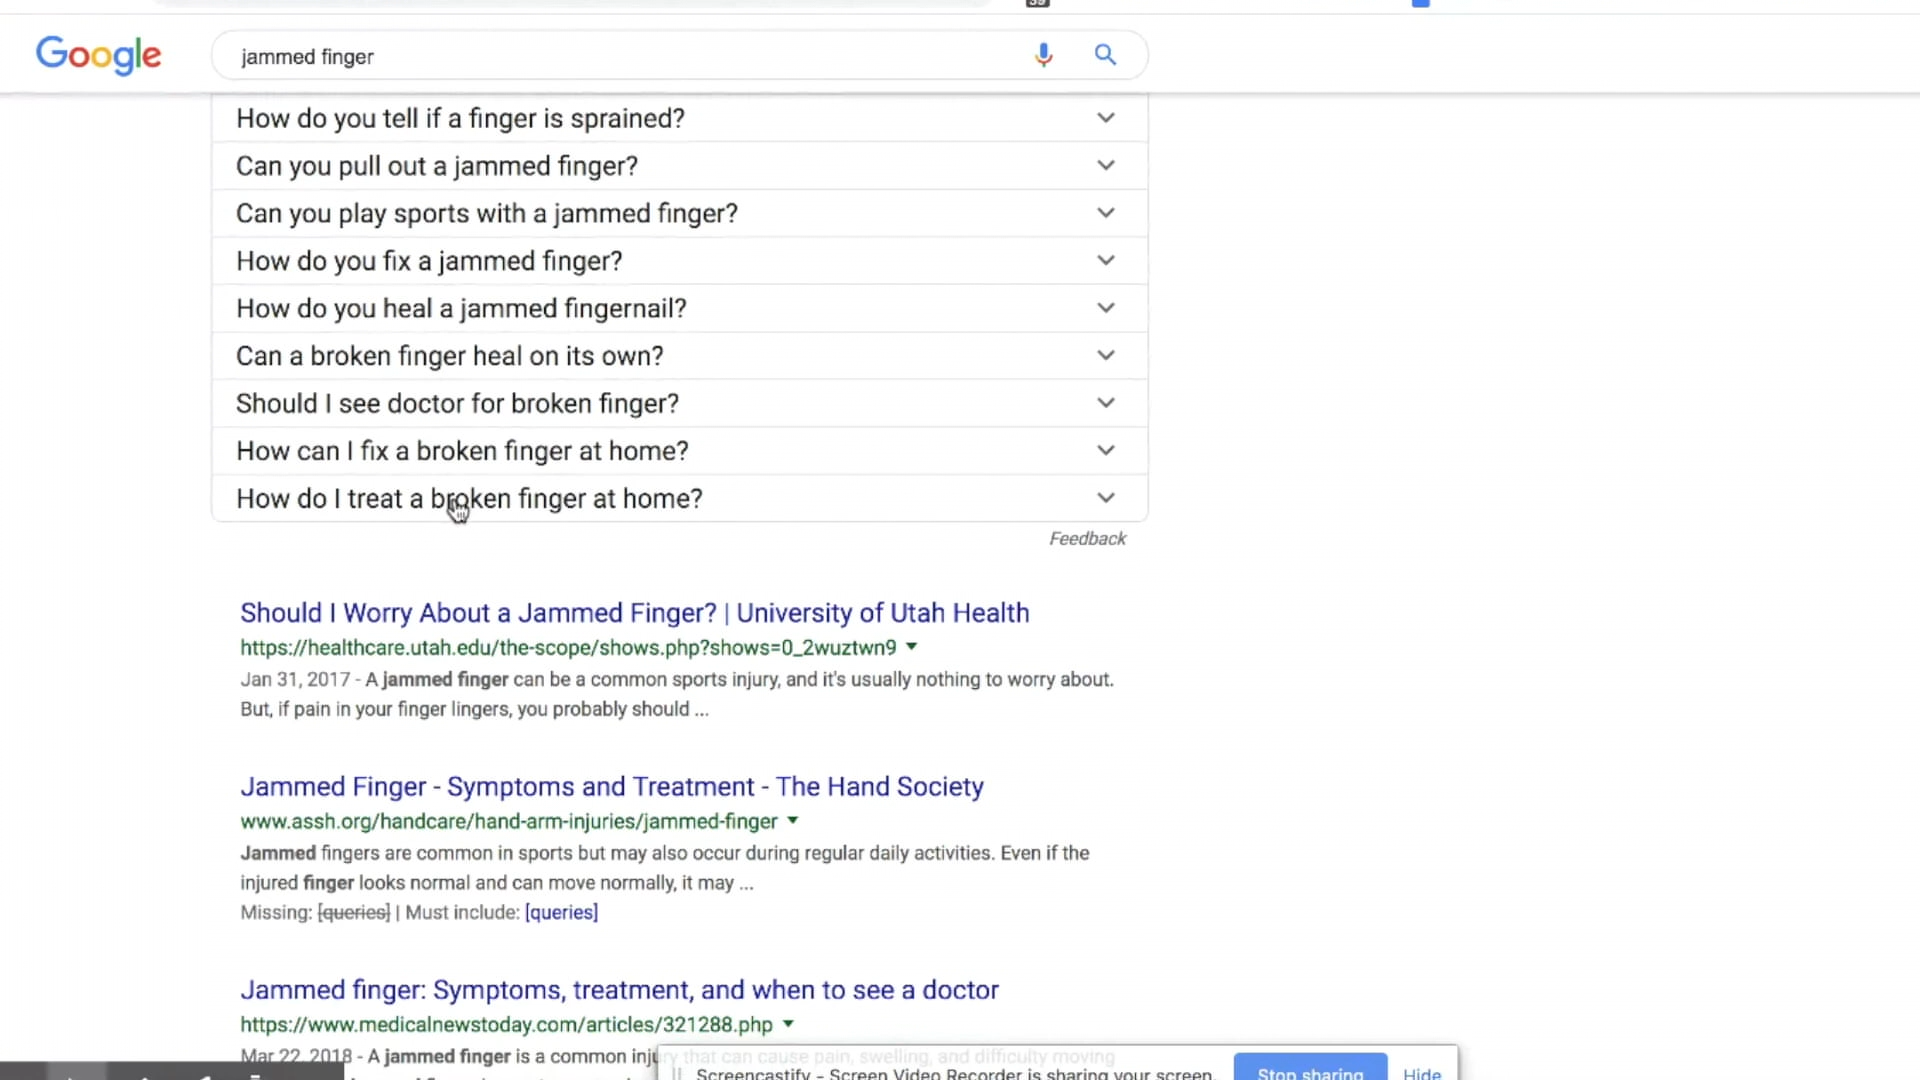 39
Google
jammed finger
How do you tell if a finger is sprained?
Can you pull out a jammed finger?
Can you play sports with a jammed finger?
How do you fix a jammed finger?
How do you heal a jammed fingernail?
Can a broken finger heal on its own?
Should I see doctor for broken finger?
How can I fix a broken finger at home?
How do I treat a broken finger at home?
Feedback
Should I Worry About a Jammed Finger? | University of Utah Health
https://healthcare.utah.edu/the-scope/shows.php?shows=0_2wuztwn9
Jan 31, 2017 - A jammed finger can be a common sports injury, and it's usually nothing to worry about.
But, if pain in your finger lingers, you probably should ...
Jammed Finger - Symptoms and Treatment - The Hand Society
www.assh.org/handcare/hand-arm-injuries/jammed-finger
Jammed fingers are common in sports but may also occur during regular daily activities. Even if the
injured finger looks normal and can move normally, it may ...
Missing: [queries] | Must include: [queries]
Jammed finger: Symptoms, treatment, and when to see a doctor
https://www.medicalnewstoday.com/articles/321288.php
Mar 22, 2018 - A jammed finger is a common injury that can cause pain, swelling, and difficulty moving
Screencastify - Screen Video Recorder is sharing your screen. Stop sharing Hide